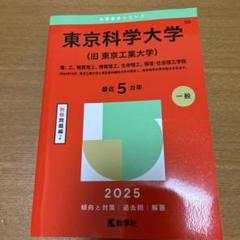 大学赤本シリーズ
59
東京科学大学
(旧 東京工業大学)
理、工、物質理工、情報理工、生命理工、環境・社会理工学院
最近5カ年
一般
別冊
問題編
2025
傾向と対策｜過去問｜解答
教学社